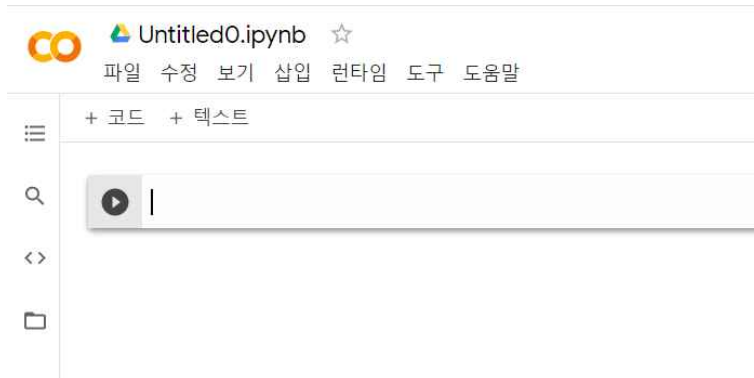 Untitled0.ipynb
파일 수정 보기 삽입 런타임 도구 도움말
+ 코드 + 텍스트